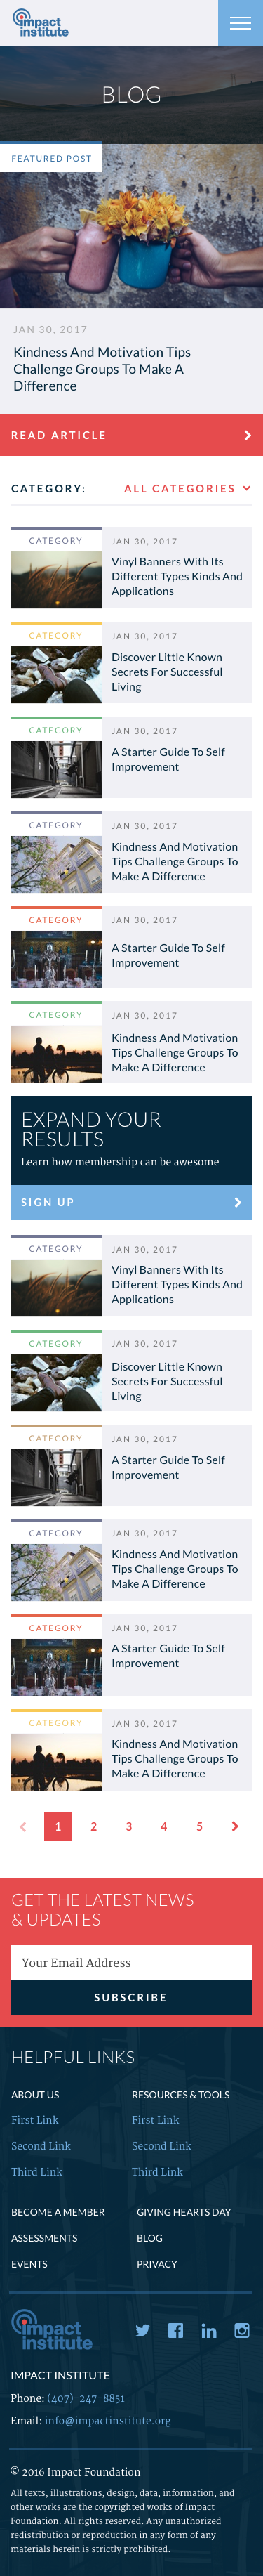 impact
institute
BLOG
FEATURED POST
JAN 30, 2017
Kindness And Motivation Tips
Challenge Groups To Make A
Difference
READ ARTICLE
CATEGORY: ALL CATEGORIES
CATEGORY
JAN 30, 2017
Vinyl Banners With Its
Different Types Kinds And
Applications
CATEGORY
JAN 30, 2017
Discover Little Known
Secrets For Successful
Living
CATEGORY
JAN 30, 2017
A Starter Guide To Self
Improvement
CATEGORY
JAN 30, 2017
Kindness And Motivation
Tips Challenge Groups To
Make A Difference
CATEGORY
JAN 30, 2017
A Starter Guide To Self
Improvement
CATEGORY
JAN 30, 2017
Kindness And Motivation
Tips Challenge Groups To
Make A Difference
EXPAND YOUR
RESULTS
Learn how membership can be awesome
SIGN UP
CATEGORY
JAN 30, 2017
Vinyl Banners With Its
Different Types Kinds And
Applications
CATEGORY
JAN 30, 2017
Discover Little Known
Secrets For Successful
Living
CATEGORY
JAN 30, 2017
A Starter Guide To Self
Improvement
CATEGORY
JAN 30, 2017
Kindness And Motivation
Tips Challenge Groups To
Make A Difference
CATEGORY
JAN 30, 2017
A Starter Guide To Self
Improvement
CATEGORY
JAN 30, 2017
Kindness And Motivation
Tips Challenge Groups To
Make A Difference
1 2 3 4 5
GET THE LATEST NEWS
& UPDATES
Your Email Address
SUBSCRIBE
HELPFUL LINKS
ABOUT US
First Link
Second Link
Third Link
RESOURCES & TOOLS
First Link
Second Link
Third Link
BECOME A MEMBER
ASSESSMENTS
EVENTS
GIVING HEARTS DAY
BLOG
PRIVACY
impact
institute
IMPACT INSTITUTE
Phone: (407)-247-8851
Email: info@impactinstitute.org
© 2016 Impact Foundation
All texts, illustrations, design, data, information, and
other works are the copyrighted works of Impact
Foundation. All rights reserved. Any unauthorized
redistribution or reproduction in any form of any
materials herein is strictly prohibited.